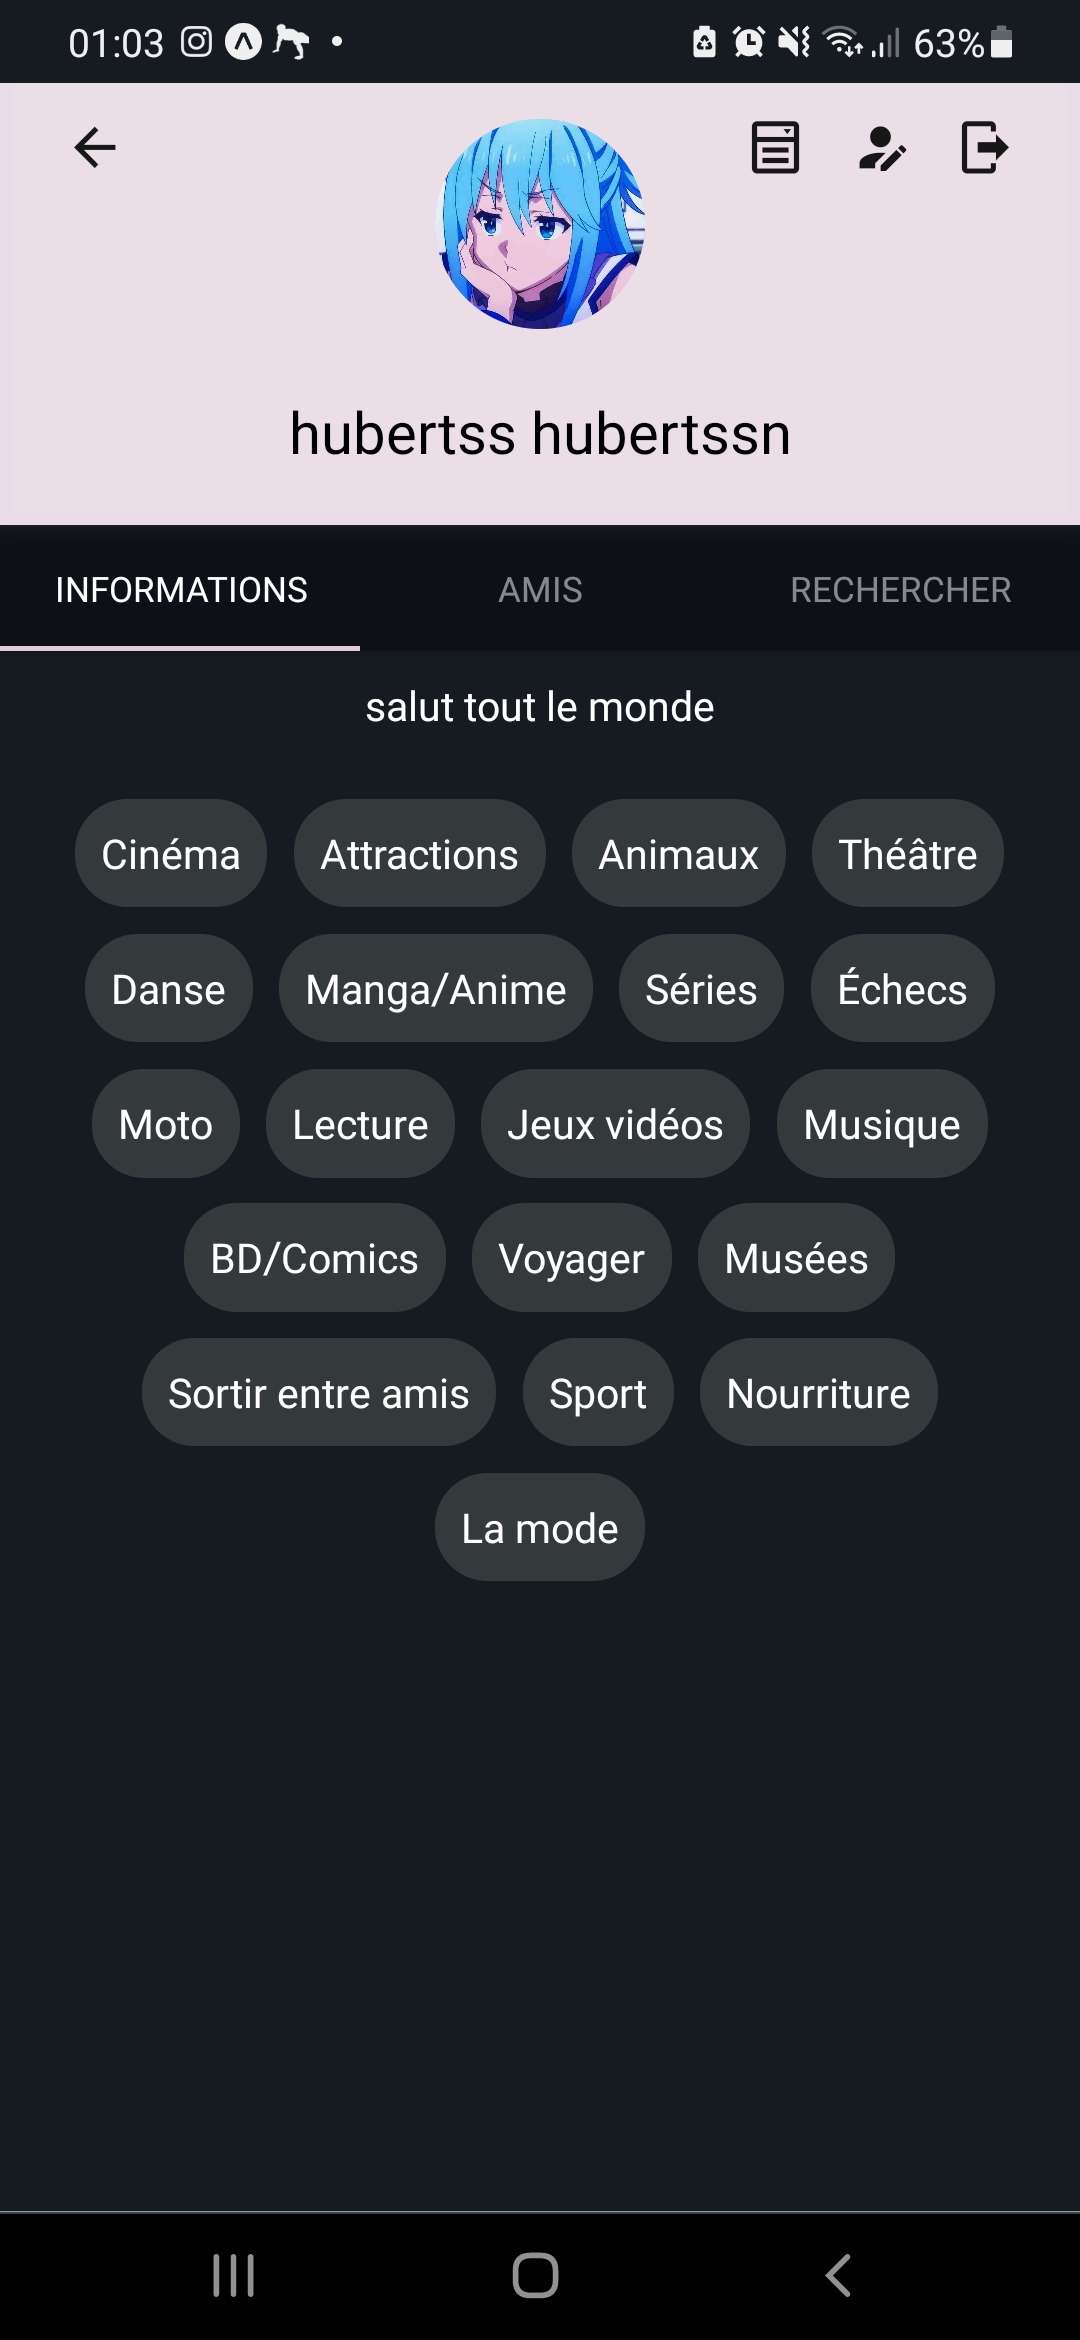 01:03 63%
hubertss hubertssn
INFORMATIONS AMIS RECHERCHER
salut tout le monde
Cinéma Attractions Animaux Théâtre
Danse Manga/Anime Séries Échecs
Moto Lecture Jeux vidéos Musique
BD/Comics Voyager Musées
Sortir entre amis Sport Nourriture
La mode